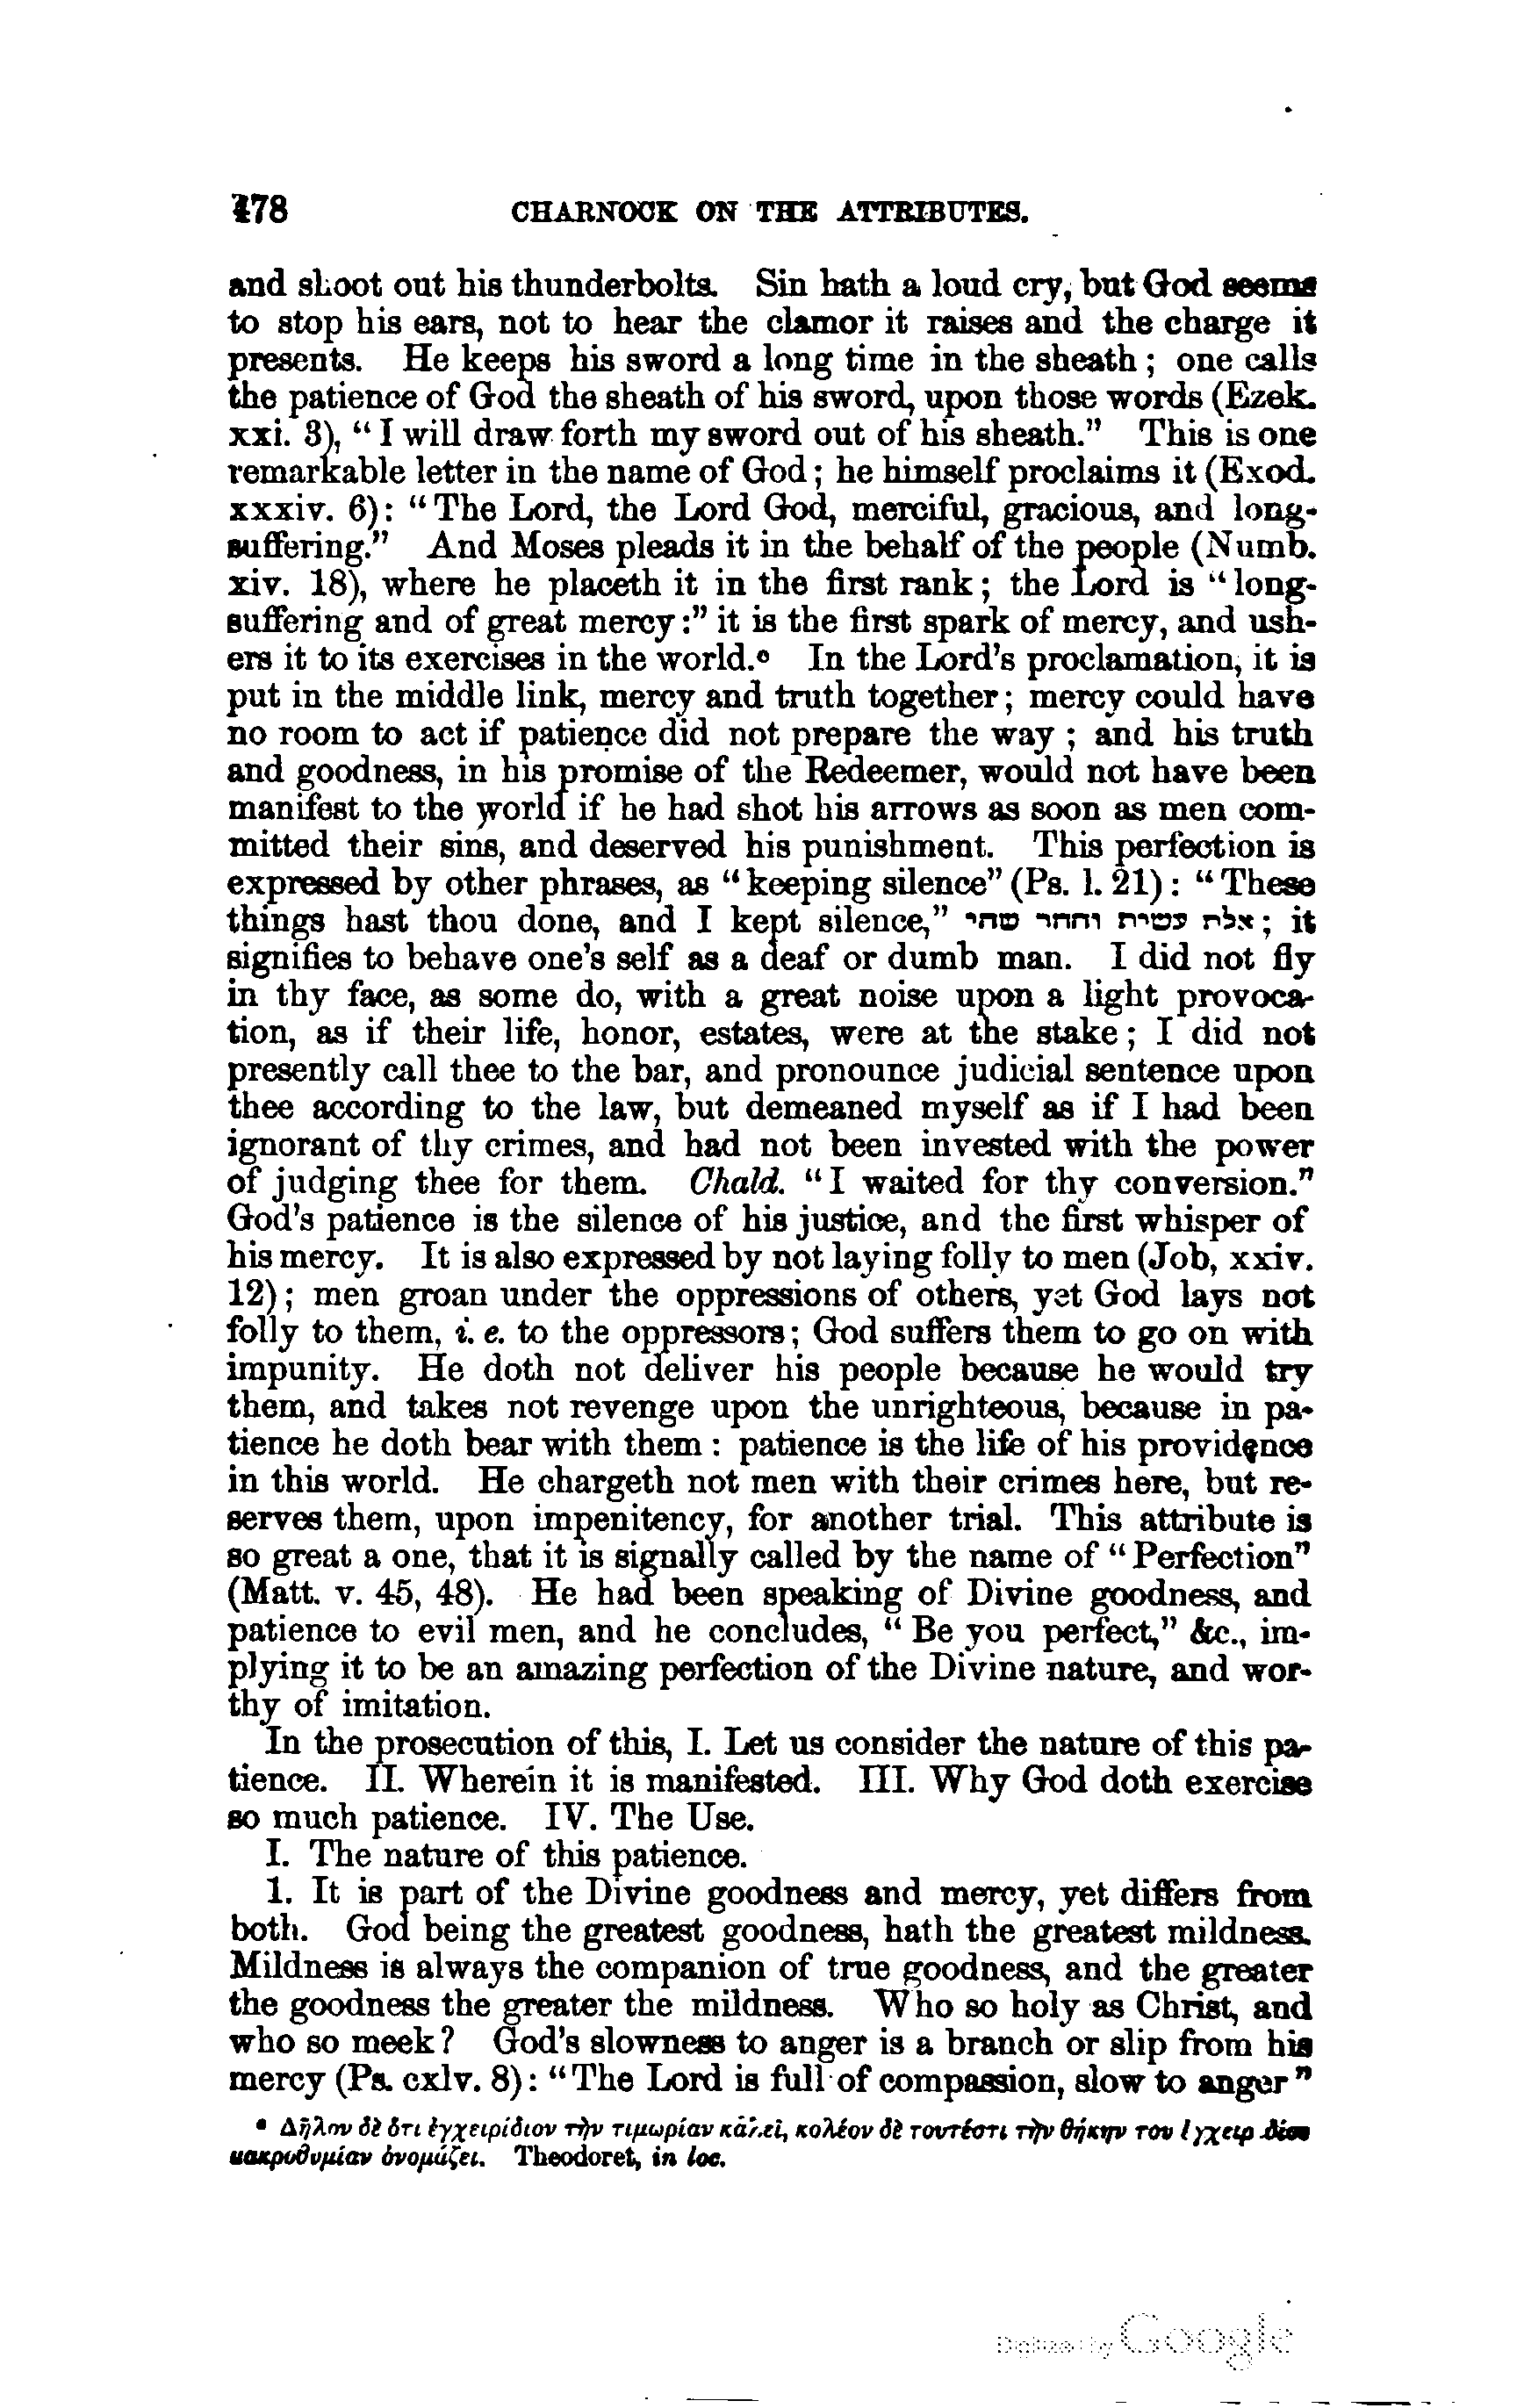 478 CHARNOCK ON THE ATTRIBUTES.
and shoot out his thunderbolts. Sin hath a loud cry, but God seems
to stop his ears, not to hear the clamor it raises and the charge it
presents. He keeps his sword a long time in the sheath; one calls
the patience of God the sheath of his sword, upon those words (Ezek.
xxi. 3), “I will draw forth my sword out of his sheath.” This is one
remarkable letter in the name of God; he himself proclaims it (Exod.
xxxiv. 6): “The Lord, the Lord God, merciful, gracious, and long-
suffering.” And Moses pleads it in the behalf of the people (Numb.
xiv. 18), where he placeth it in the first rank; the Lord is “long-
suffering and of great mercy:” it is the first spark of mercy, and ush-
ers it to its exercises in the world.º In the Lord's proclamation, it is
put in the middle link, mercy and truth together; mercy could have
no room to act if patience did not prepare the way; and his truth
and goodness, in his promise of the Redeemer, would not have been
manifest to the world if he had shot his arrows as soon as men com-
mitted their sins, and deserved his punishment. This perfection is
expressed by other phrases, as “keeping silence” (Ps. l. 21): “These
things hast thou done, and I kept silence,” אלה עשית והחר שתי; it
signifies to behave one's self as a deaf or dumb man. I did not fly
in thy face, as some do, with a great noise upon a light provoca-
tion, as if their life, honor, estates, were at the stake; I did not
presently call thee to the bar, and pronounce judicial sentence upon
thee according to the law, but demeaned myself as if I had been
ignorant of thy crimes, and had not been invested with the power
of judging thee for them. Chald. “I waited for thy conversion.”
God's patience is the silence of his justice, and the first whisper of
his mercy. It is also expressed by not laying folly to men (Job, xxiv.
12); men groan under the oppressions of others, yet God lays not
folly to them, i. e. to the oppressors; God suffers them to go on with
impunity. He doth not deliver his people because he would try
them, and takes not revenge upon the unrighteous, because in pa-
tience he doth bear with them: patience is the life of his providence
in this world. He chargeth not men with their crimes here, but re-
serves them, upon impenitency, for another trial. This attribute is
so great a one, that it is signally called by the name of “Perfection”
(Matt. v. 45, 48). He had been speaking of Divine goodness, and
patience to evil men, and he concludes, “Be you perfect,” &c., im-
plying it to be an amazing perfection of the Divine nature, and wor-
thy of imitation.
In the prosecution of this, I. Let us consider the nature of this pa-
tience. II. Wherein it is manifested. III. Why God doth exercise
so much patience. IV. The Use.
I. The nature of this patience.
1. It is part of the Divine goodness and mercy, yet differs from
both. God being the greatest goodness, hath the greatest mildness.
Mildness is always the companion of true goodness, and the greater
the goodness the greater the mildness. Who so holy as Christ, and
who so meek? God's slowness to anger is a branch or slip from his
mercy (Ps. cxlv. 8): “The Lord is full of compassion, slow to anger”
º Δῆλον δὲ ὅτι ἐγχειρίδιον τὴν τιμωρίαν κἀλεῖ, κολέον δὲ τουτέστι τὴν θήκην του ἐγχειρ δίου
μακροθυμίαν ὀνομάζει. Theodoret, in loc.
Digitized by Google